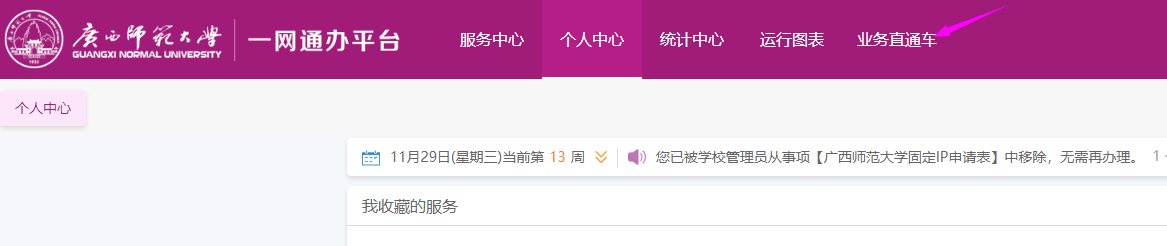 广西师范大学 一网通办平台 服务中心 个人中心 统计中心 运行图表 业务直通车
GUANGXI NORMAL UNIVERSITY
1932
个人中心
11月29日(星期三)当前第 13 周 您已被学校管理员从事项【广西师范大学固定IP申请表】中移除，无需再办理。 1
我收藏的服务